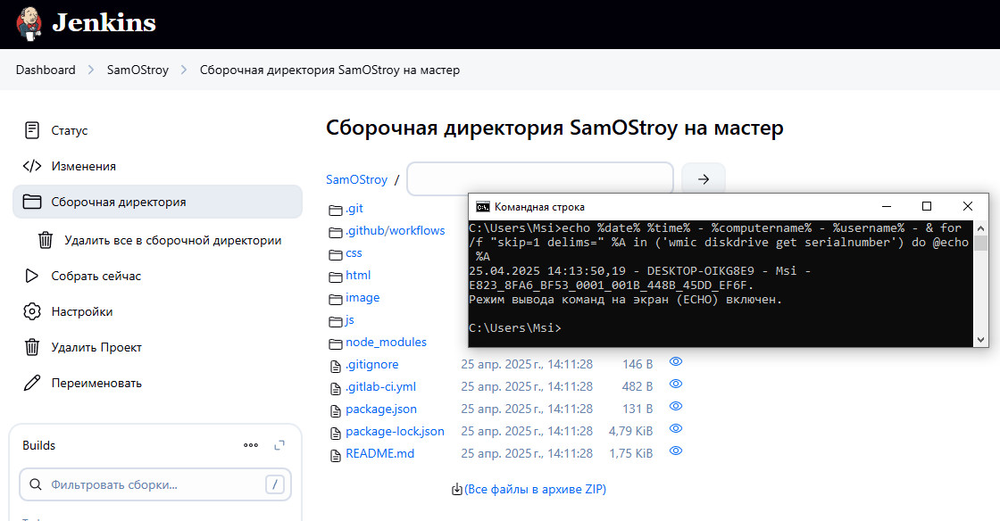 Jenkins
Dashboard > SamOStroy > Сборочная директория SamOStroy на мастер
Статус
Изменения
Сборочная директория
Удалить все в сборочной директории
Собрать сейчас
Настройки
Удалить Проект
Переименовать
Builds
Фильтровать сборки... /
Сборочная директория SamOStroy на мастер
SamOStroy /
.git
.github/workflows
css
html
image
js
node_modules
.gitignore 25 апр. 2025 г., 14:11:28 146 B
.gitlab-ci.yml 25 апр. 2025 г., 14:11:28 482 B
package.json 25 апр. 2025 г., 14:11:28 131 B
package-lock.json 25 апр. 2025 г., 14:11:28 4,79 KiB
README.md 25 апр. 2025 г., 14:11:28 1,75 KiB
(Все файлы в архиве ZIP)
Командная строка
C:\Users\Msi>echo %date% %time% - %computername% - %username% - & for
/f "skip=1 delims=" %A in ('wmic diskdrive get serialnumber') do @echo
%A
25.04.2025 14:13:50,19 - DESKTOP-OIKG8E9 - Msi -
E823_8FA6_BF53_0001_001B_448B_45DD_EF6F.
Режим вывода команд на экран (ECHO) включен.
C:\Users\Msi>